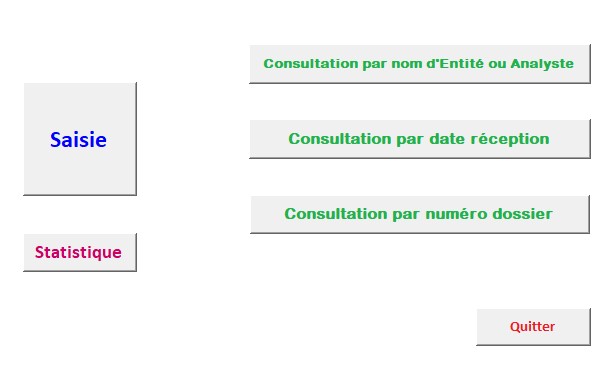 Consultation par nom d'Entité ou Analyste
Saisie
Consultation par date réception
Consultation par numéro dossier
Statistique
Quitter